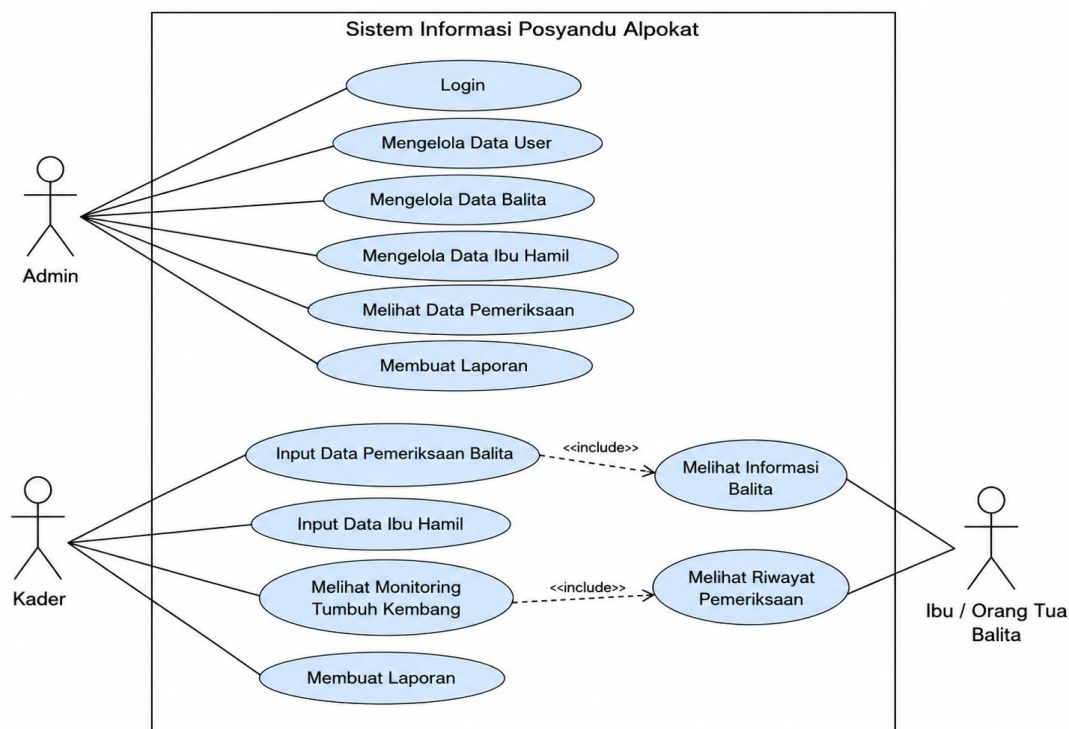 Sistem Informasi Posyandu Alpokat
Login
Mengelola Data User
Mengelola Data Balita
Mengelola Data Ibu Hamil
Melihat Data Pemeriksaan
Membuat Laporan
Admin
Input Data Pemeriksaan Balita
<<include>>
Melihat Informasi
Balita
Input Data Ibu Hamil
Melihat Monitoring
Tumbuh Kembang
<<include>>
Melihat Riwayat
Pemeriksaan
Membuat Laporan
Kader
Ibu / Orang Tua
Balita